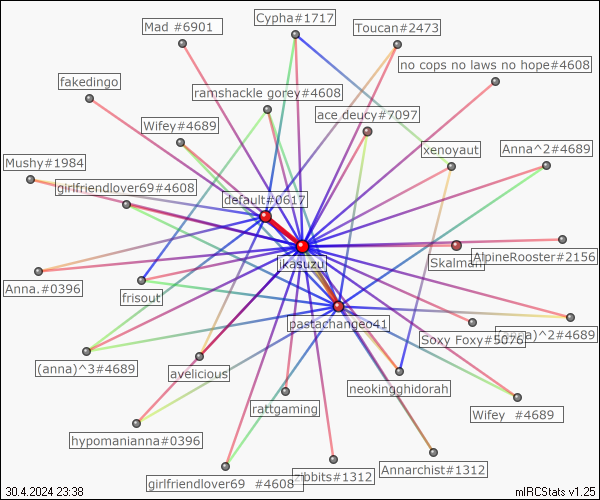 Cypha#1717
Mad #6901
Toucan#2473
no cops no laws no hope#4608
fakedingo
ramshackle gorey#4608
ace deucy#7097
Wifey#4689
xenoyaut
Anna^2#4689
Mushy#1984
girlfriendlover69#4608
default#0617
ikasuzu
Skalman
AlpineRooster#2156
Anna.#0396
frisout
pastachangeo41
Soxy Foxy#5076
(anna)^2#4689
(anna)^3#4689
avelicious
neokingghidorah
rattgaming
Wifey #4689
hypomanianna#0396
Annarchist#1312
zibbits#1312
girlfriendlover69 #4608
30.4.2024 23:38
mIRCStats v1.25